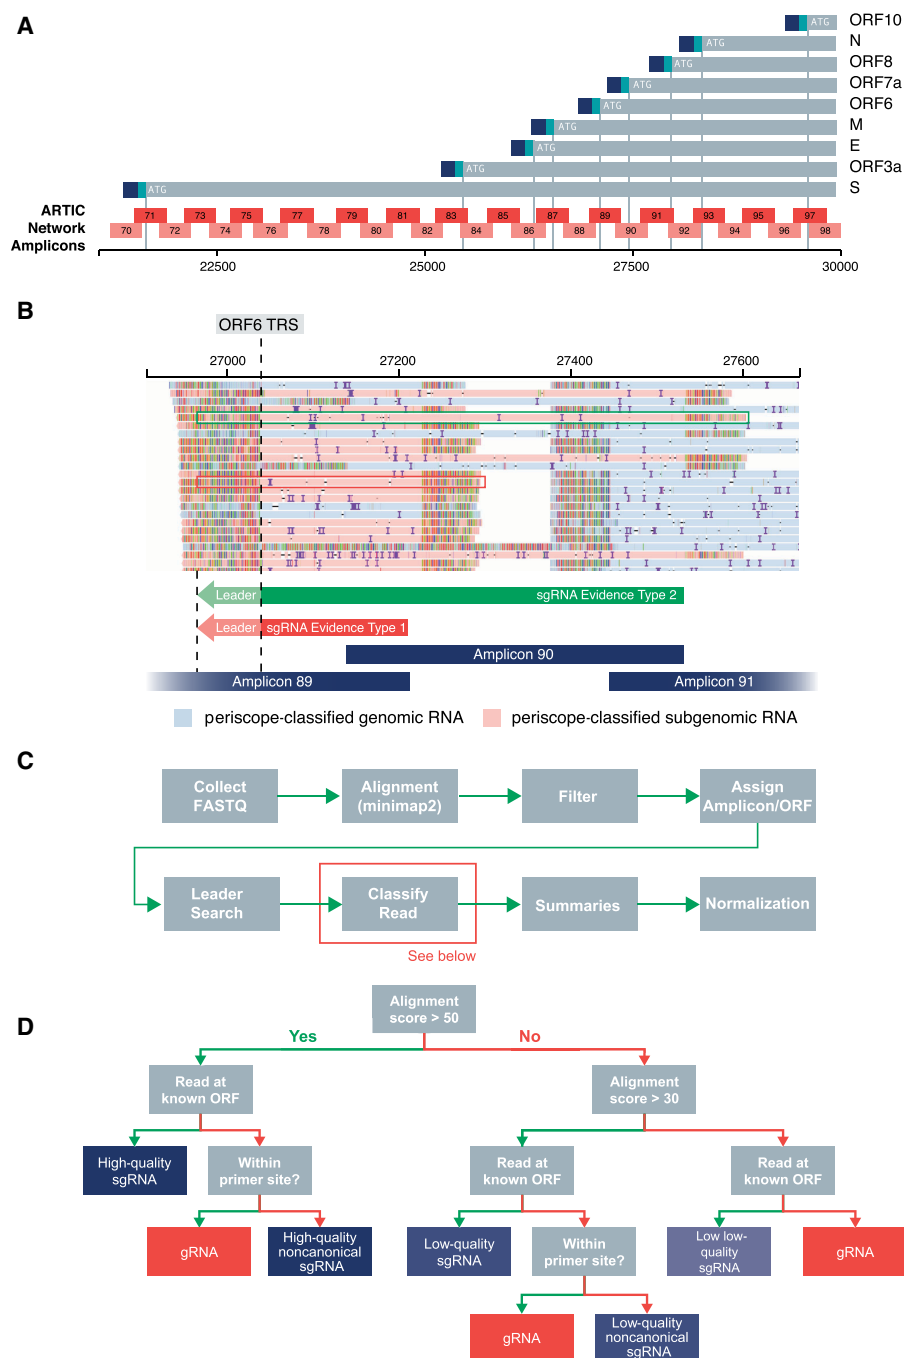 A
ATG ORF10
ATG N
ATG ORF8
ATG ORF7a
ATG ORF6
ATG M
ATG E
ATG ORF3a
ATG S
ARTIC
Network
Amplicons
71 73 75 77 79 81 83 85 87 89 91 93 95 97
70 72 74 76 78 80 82 84 86 88 90 92 94 96 98
22500 25000 27500 30000
B
ORF6 TRS
27000 27200 27400 27600
Leader sgRNA Evidence Type 2
Leader sgRNA Evidence Type 1
Amplicon 90
Amplicon 89 Amplicon 91
periscope-classified genomic RNA periscope-classified subgenomic RNA
C
Collect
FASTQ
Alignment
(minimap2)
Filter
Assign
Amplicon/ORF
Leader
Search
Classify
Read
Summaries
Normalization
See below
D
Alignment
score > 50
Yes No
Read at
known ORF
Alignment
score > 30
High-quality
sgRNA
Within
primer site?
Read at
known ORF
Read at
known ORF
gRNA
High-quality
noncanonical
sgRNA
Low-quality
sgRNA
Within
primer site?
Low low-
quality
sgRNA
gRNA
gRNA
Low-quality
noncanonical
sgRNA